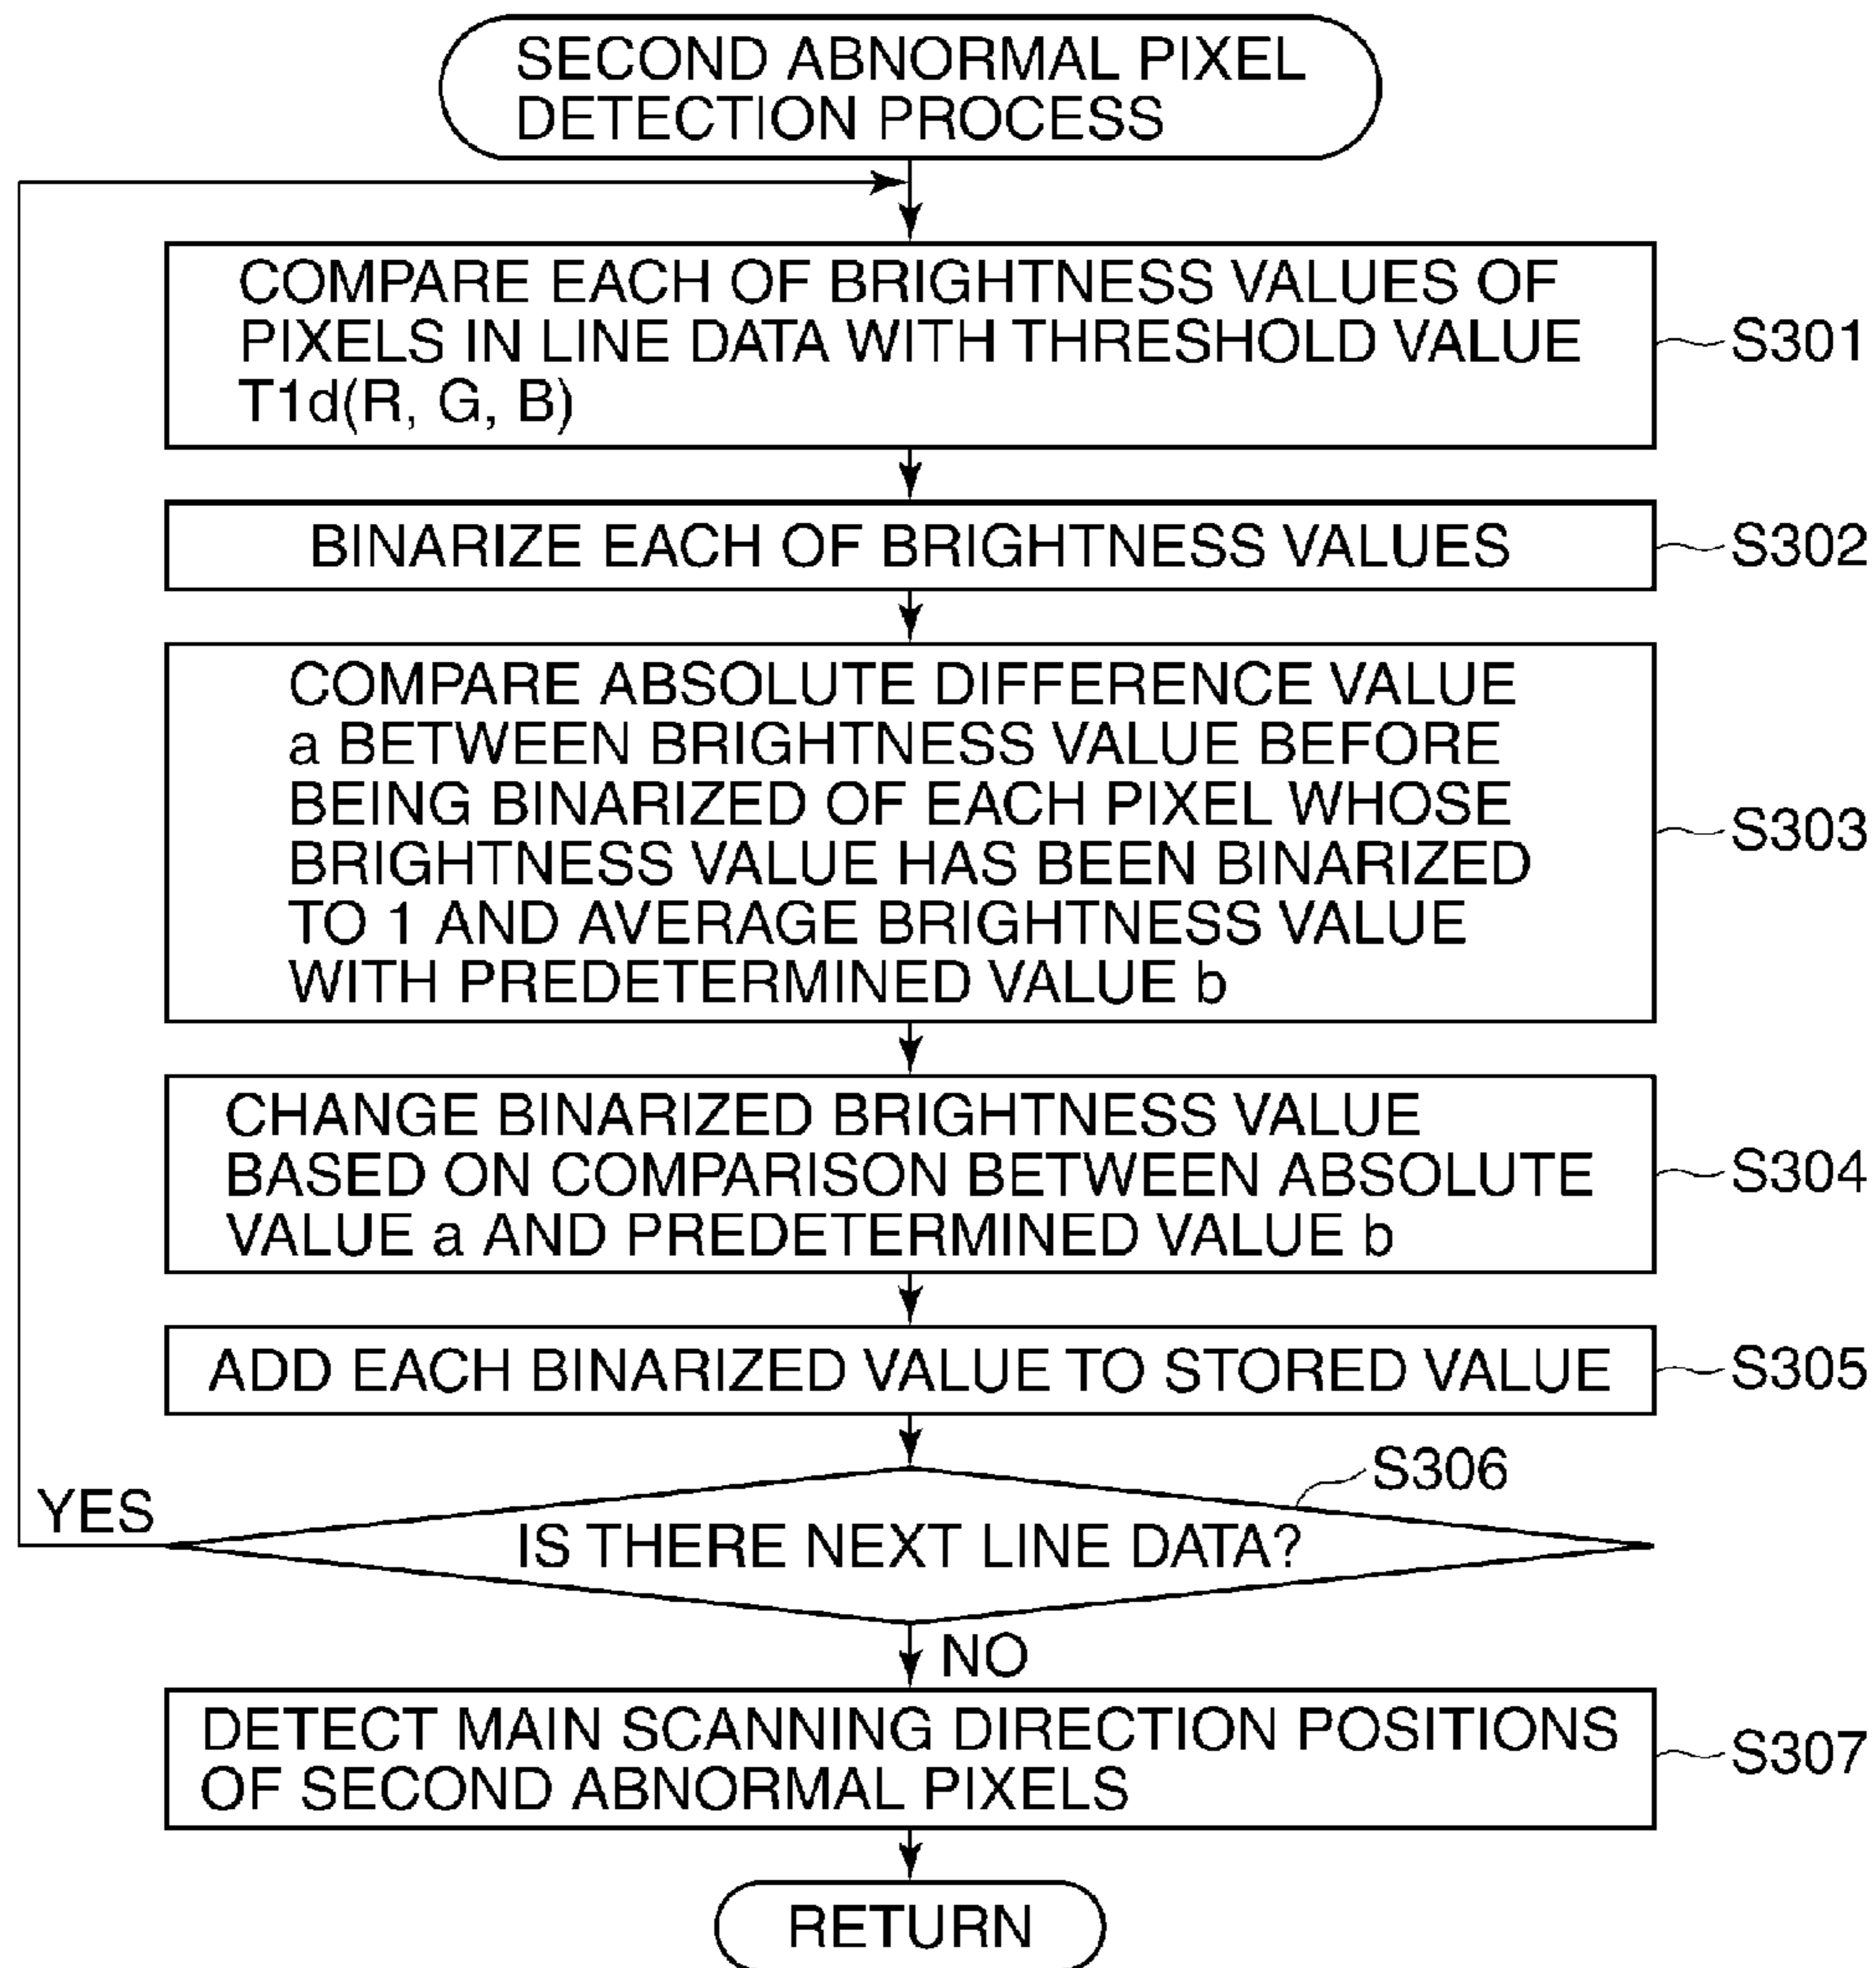 SECOND ABNORMAL PIXEL
DETECTION PROCESS
COMPARE EACH OF BRIGHTNESS VALUES OF
PIXELS IN LINE DATA WITH THRESHOLD VALUE
T1d(R, G, B)
S301
BINARIZE EACH OF BRIGHTNESS VALUES
S302
COMPARE ABSOLUTE DIFFERENCE VALUE
a BETWEEN BRIGHTNESS VALUE BEFORE
BEING BINARIZED OF EACH PIXEL WHOSE
BRIGHTNESS VALUE HAS BEEN BINARIZED
TO 1 AND AVERAGE BRIGHTNESS VALUE
WITH PREDETERMINED VALUE b
S303
CHANGE BINARIZED BRIGHTNESS VALUE
BASED ON COMPARISON BETWEEN ABSOLUTE
VALUE a AND PREDETERMINED VALUE b
S304
ADD EACH BINARIZED VALUE TO STORED VALUE
S305
S306
YES
IS THERE NEXT LINE DATA?
NO
DETECT MAIN SCANNING DIRECTION POSITIONS
OF SECOND ABNORMAL PIXELS
S307
RETURN